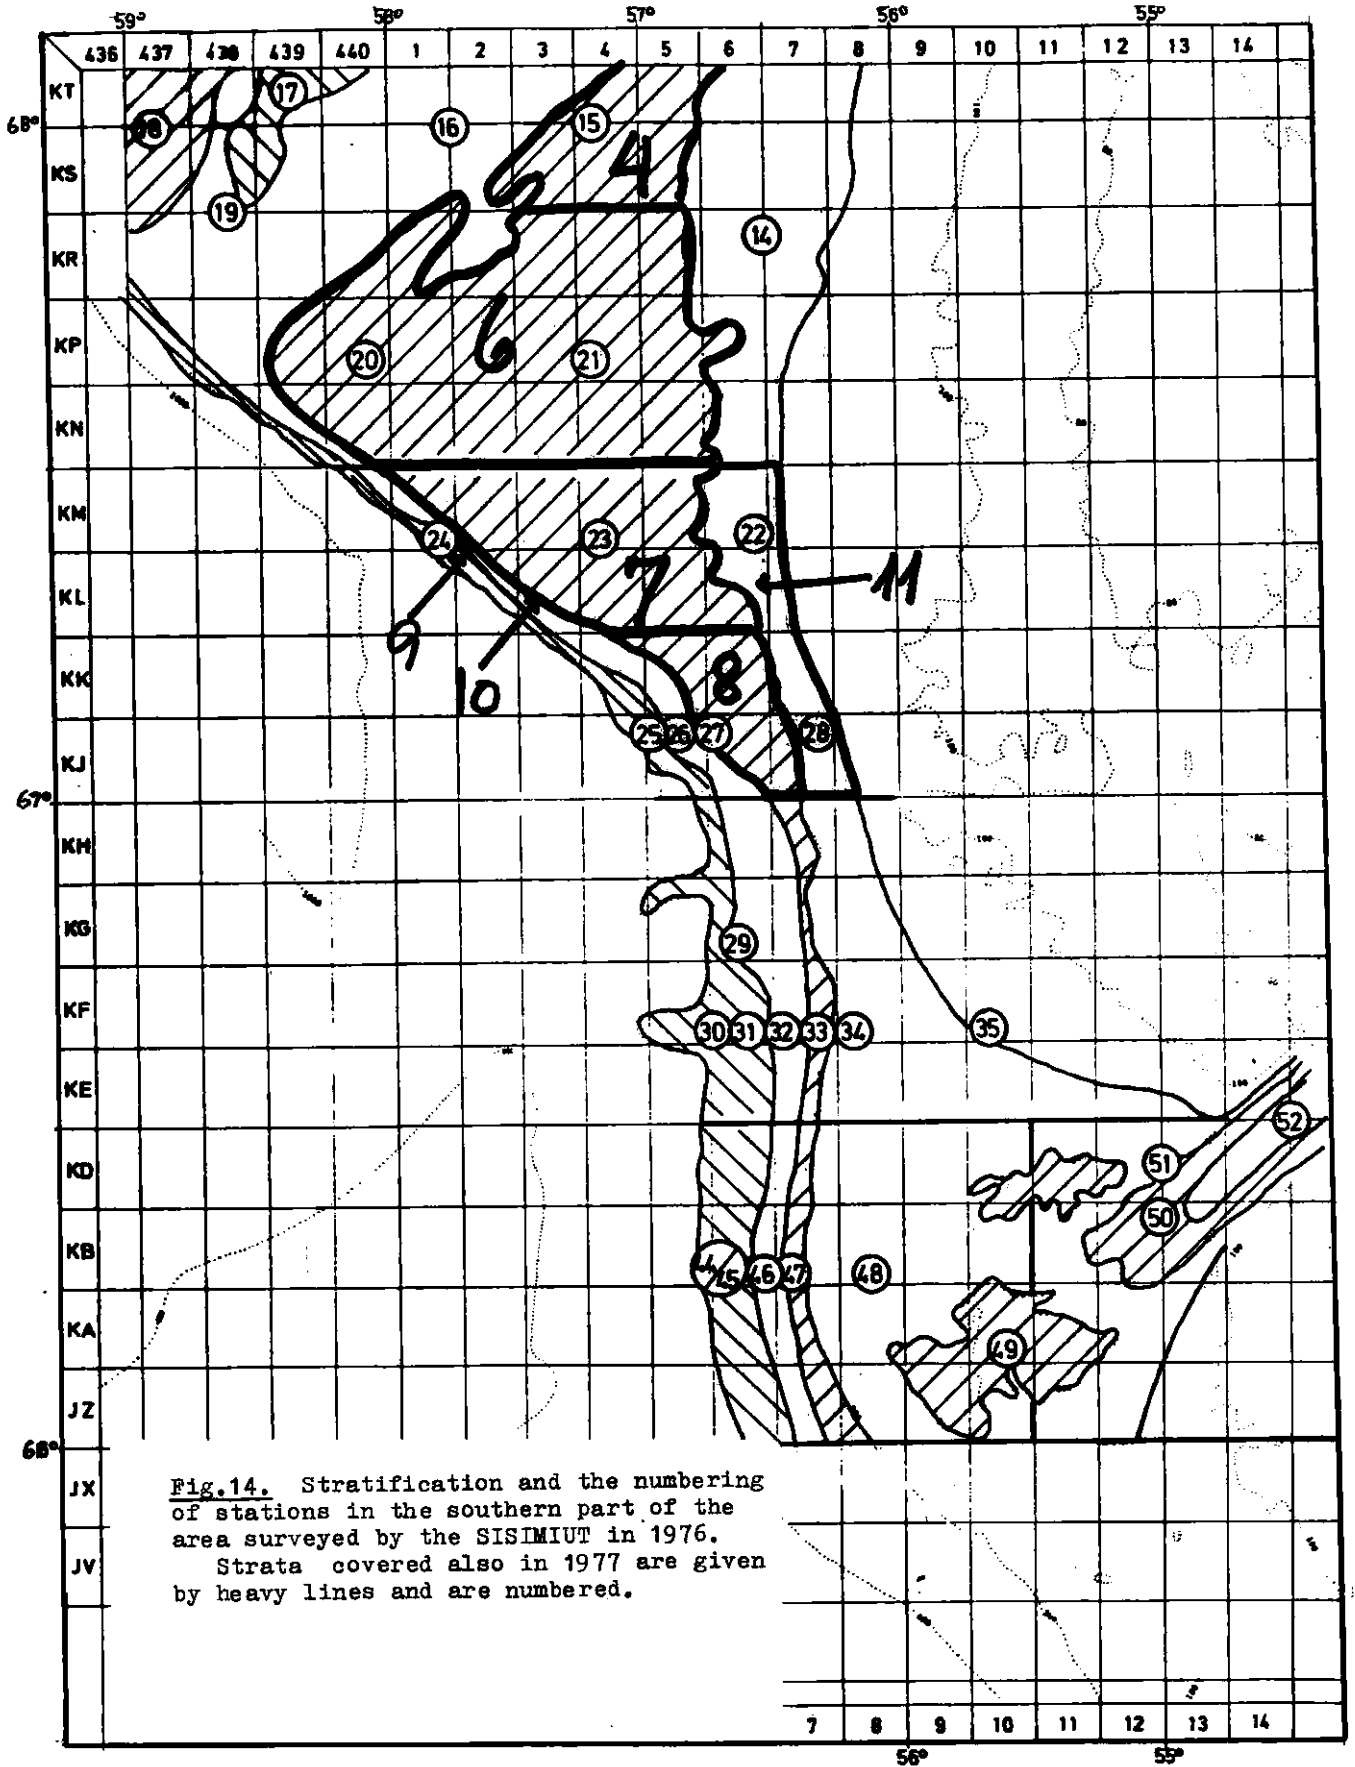 59° 58° 57° 56° 55°
436 437 438 439 440 1 2 3 4 5 6 7 8 9 10 11 12 13 14
KT 17
68° 18 16 15
4
KS
19
14
KR
6
KP 20 21
KN
KM 24 23 22
7 11
KL
9
8
KK 10
25 26 27 28
KJ
67°
KH
KG
29
KF
30 31 32 33 34 35
KE
52
KD 51
50
KB
44 45 46 47 48
KA
49
JZ
68°
JX
Fig.14. Stratification and the numbering
of stations in the southern part of the
area surveyed by the SISIMIUT in 1976.
Strata covered also in 1977 are given
by heavy lines and are numbered.
JV
7 8 9 10 11 12 13 14
56° 55°